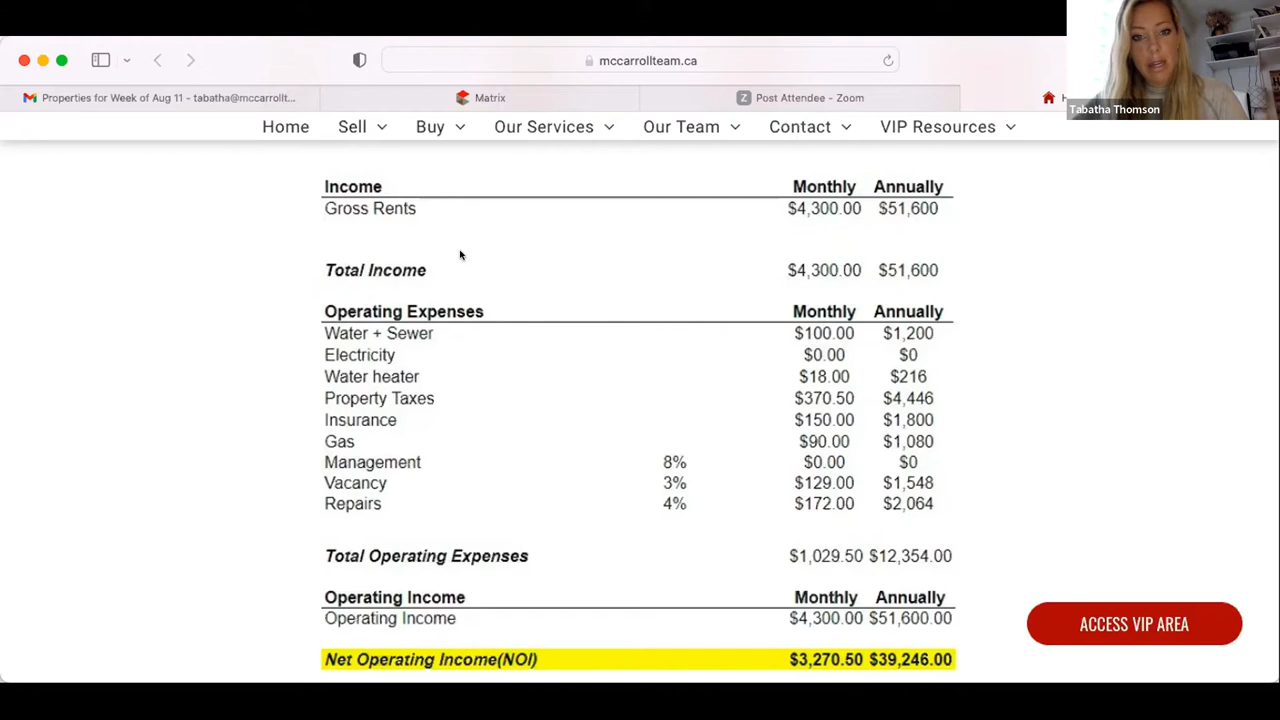 mccarrollteam.ca
Properties for Week of Aug 11 - tabatha@mccarrollt...
Matrix
Post Attendee - Zoom
H
Tabatha Thomson
Home Sell Buy Our Services Our Team Contact VIP Resources
Income Monthly Annually
Gross Rents $4,300.00 $51,600
Total Income $4,300.00 $51,600
Operating Expenses Monthly Annually
Water + Sewer $100.00 $1,200
Electricity $0.00 $0
Water heater $18.00 $216
Property Taxes $370.50 $4,446
Insurance $150.00 $1,800
Gas $90.00 $1,080
Management 8% $0.00 $0
Vacancy 3% $129.00 $1,548
Repairs 4% $172.00 $2,064
Total Operating Expenses $1,029.50 $12,354.00
Operating Income Monthly Annually
Operating Income $4,300.00 $51,600.00
Net Operating Income(NOI) $3,270.50 $39,246.00
ACCESS VIP AREA